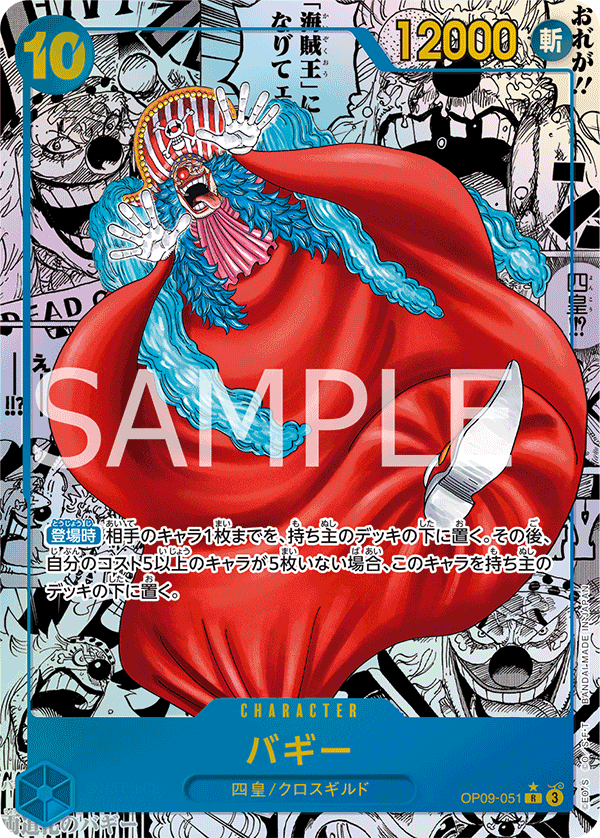 10
12000
斬
おれが!!
「海賊王」に
なりてェ
四皇!?
DEAD
え
!!?
SAMPLE
登場時 相手のキャラ1枚までを、持ち主のデッキの下に置く。その後、
自分のコスト5以上のキャラが5枚いない場合、このキャラを持ち主の
デッキの下に置く。
CHARACTER
バギー
四皇/クロスギルド
OP09-051 R 3